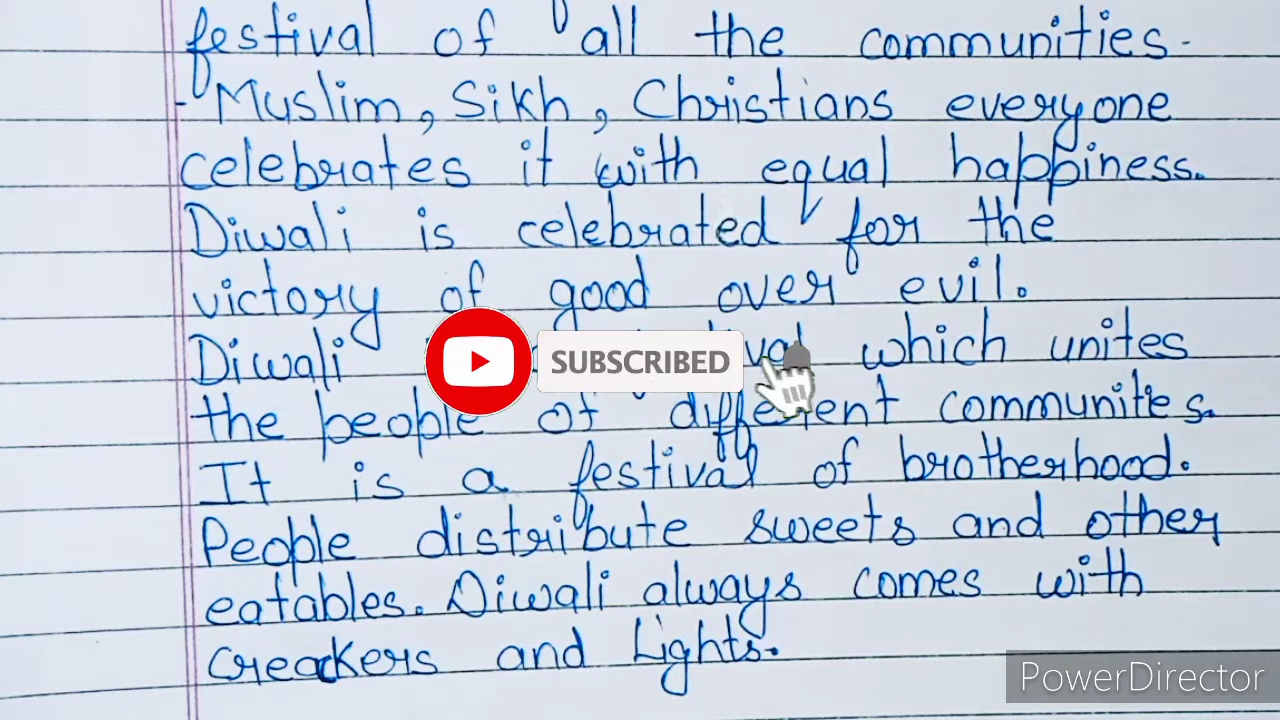 festival of all the communities.
Muslim, Sikh, Christians everyone
celebrates it with equal happiness.
Diwali is celebrated for the
victory of good over evil.
Diwali which unites
SUBSCRIBED
the people of different communities.
It is a festival of brotherhood.
People distribute sweets and other
eatables. Diwali always comes with
creackers and Lights.
PowerDirector